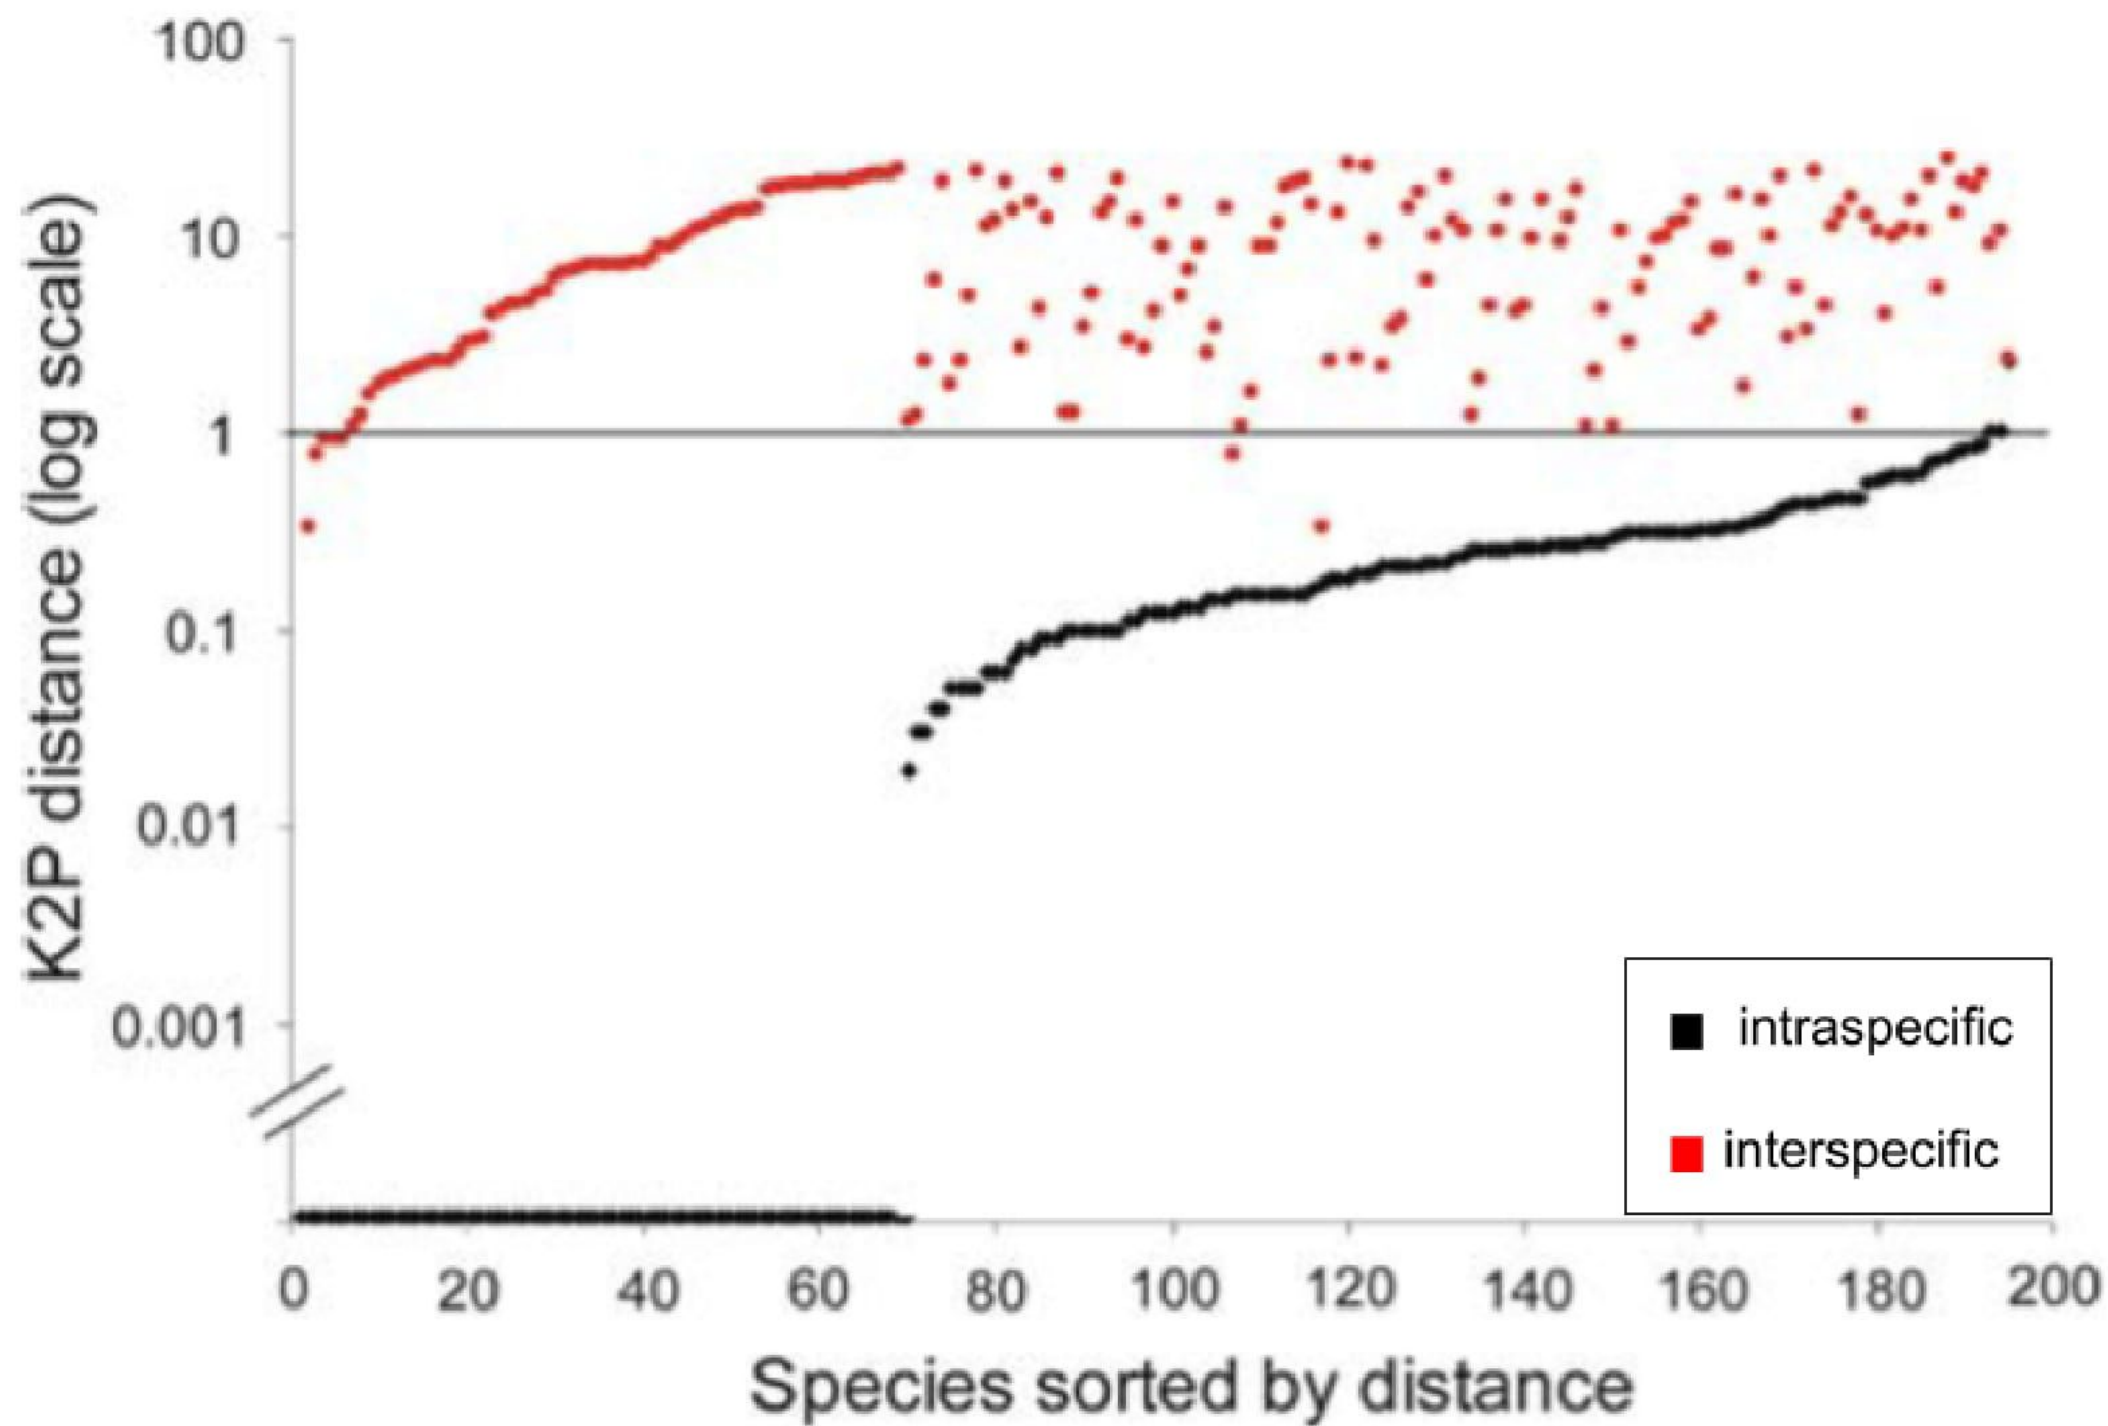 K2P distance (log scale)
100
10
1
0.1
0.01
0.001
intraspecific
interspecific
0 20 40 60 80 100 120 140 160 180 200
Species sorted by distance